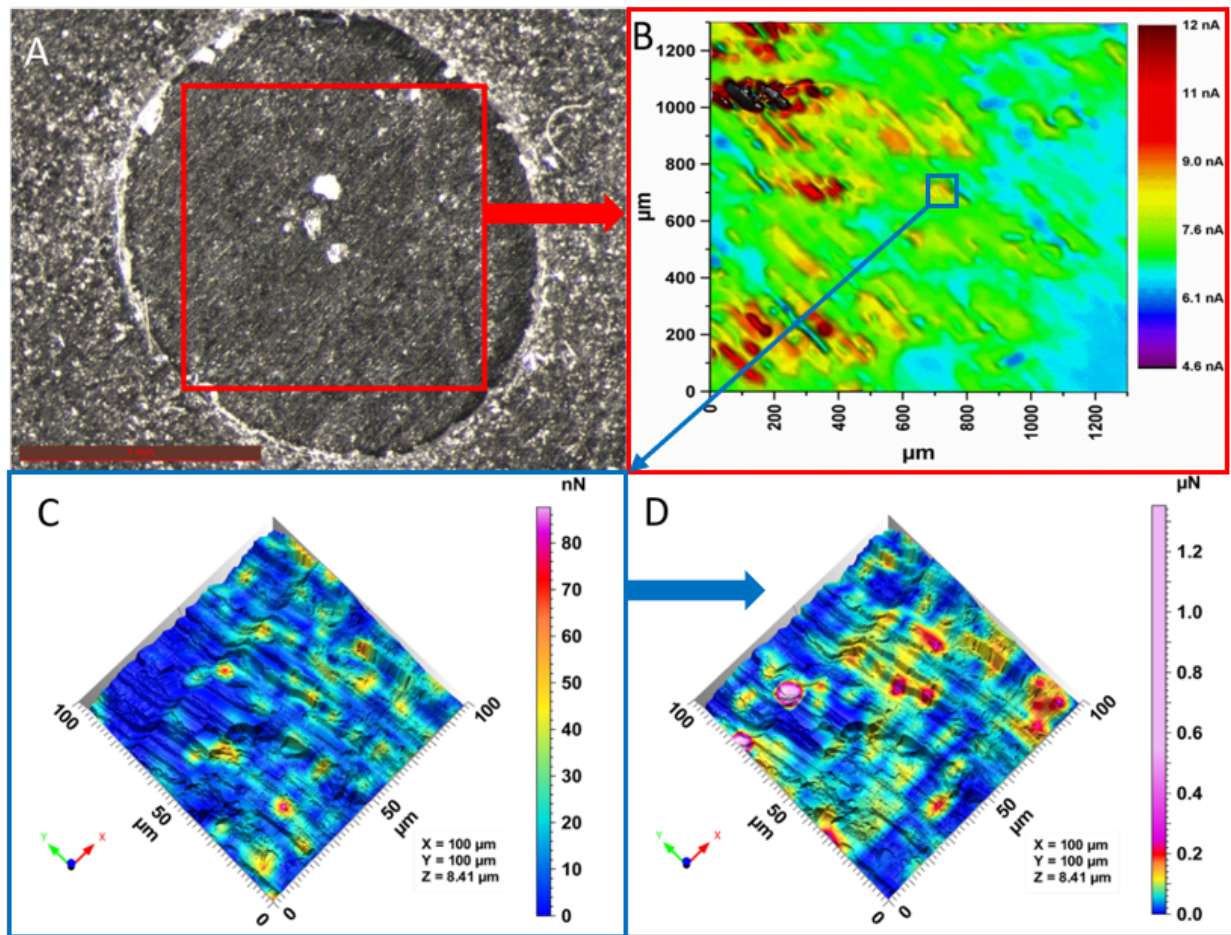 A
1 mm
B
µm
1200
1000
800
600
400
200
0
0
200
400
600
800
1000
1200
µm
12 nA
11 nA
9.0 nA
7.6 nA
6.1 nA
4.6 nA
C
nN
80
70
60
50
40
30
20
10
0
100
50
µm
0
0
50
µm
100
Y
X
X = 100 µm
Y = 100 µm
Z = 8.41 µm
D
µN
1.2
1.0
0.8
0.6
0.4
0.2
0.0
100
50
µm
0
0
50
µm
100
Y
X
X = 100 µm
Y = 100 µm
Z = 8.41 µm